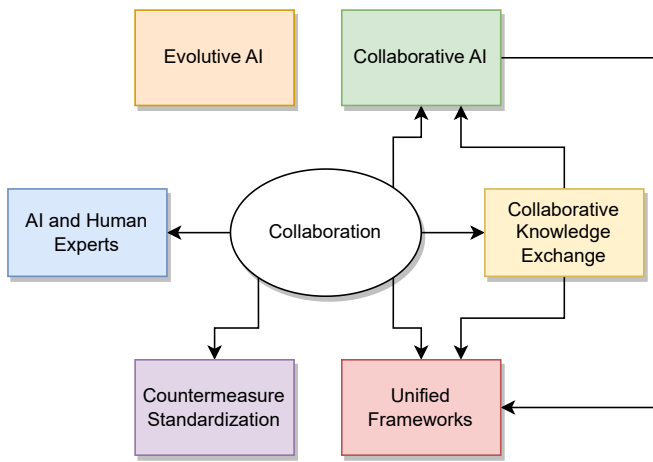 Evolutive AI
Collaborative AI
AI and Human
Experts
Collaboration
Collaborative
Knowledge
Exchange
Countermeasure
Standardization
Unified
Frameworks